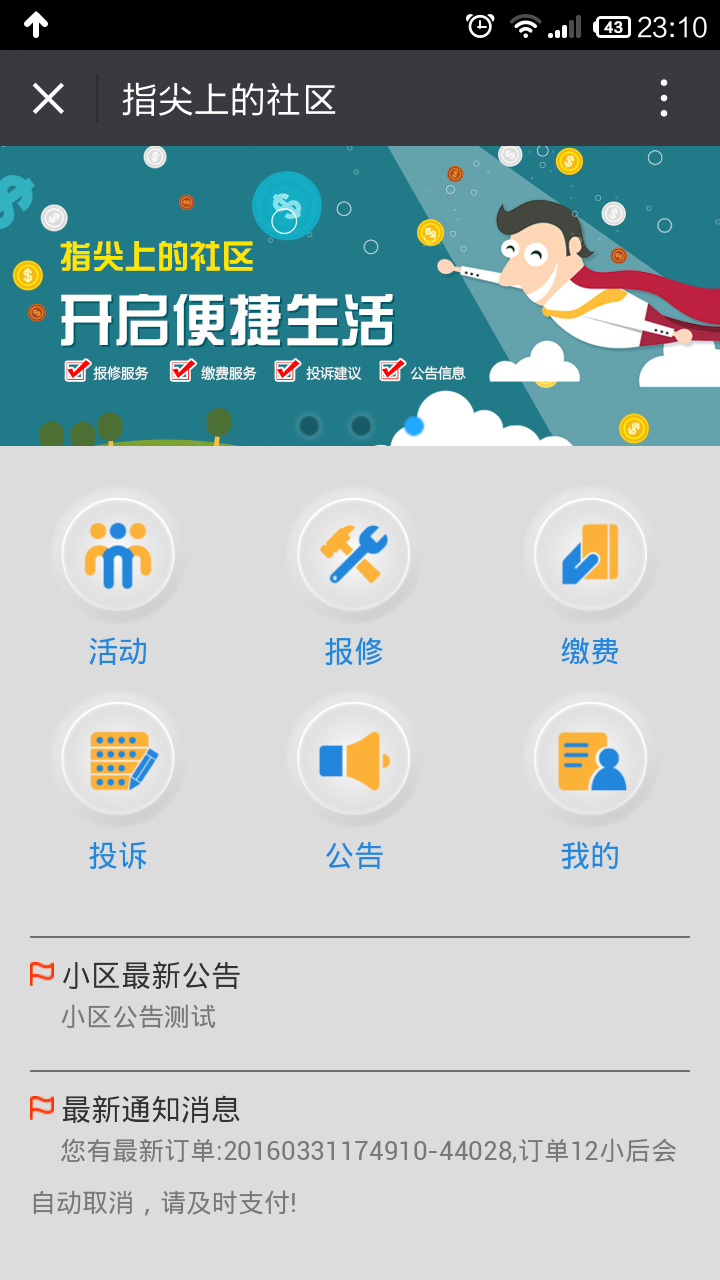 43 23:10
指尖上的社区
指尖上的社区
开启便捷生活
报修服务 缴费服务 投诉建议 公告信息
活动 报修 缴费
投诉 公告 我的
小区最新公告
小区公告测试
最新通知消息
您有最新订单:20160331174910-44028,订单12小后会
自动取消，请及时支付!